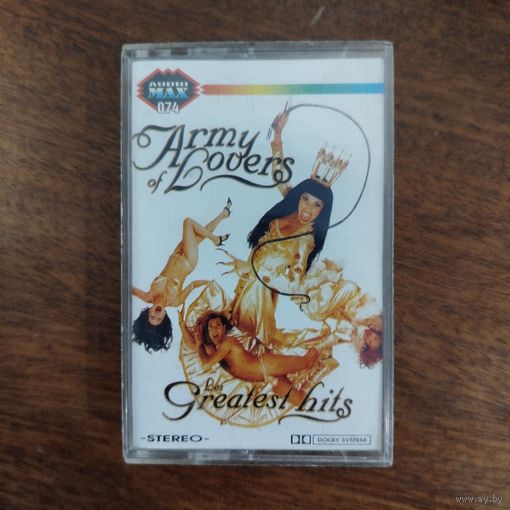 AUDIO
MAX
074
Army
of Lovers
Les
Greatest hits
-STEREO-
DOLBY SYSTEM
www.ay.by